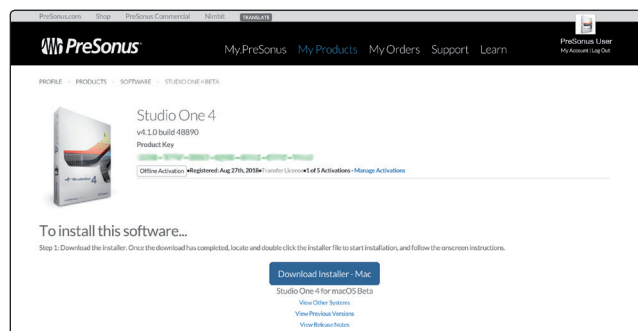 PreSonus.com Shop PreSonus Commercial Nimbit TRANSLATE
PreSonus
My.PreSonus My Products My Orders Support Learn
PreSonus User
My Account | Log Out
PROFILE PRODUCTS SOFTWARE STUDIO ONE 4 BETA
Studio One 4
v4.1.0 build 48890
Product Key
Offline Activation •Registered: Aug 27th, 2018•Transfer License•1 of 5 Activations - Manage Activations
4
To install this software...
Step 1: Download the installer. Once the download has completed, locate and double click the installer file to start installation, and follow the onscreen instructions.
Download Installer - Mac
Studio One 4 for macOS Beta
View Other Systems
View Previous Versions
View Release Notes